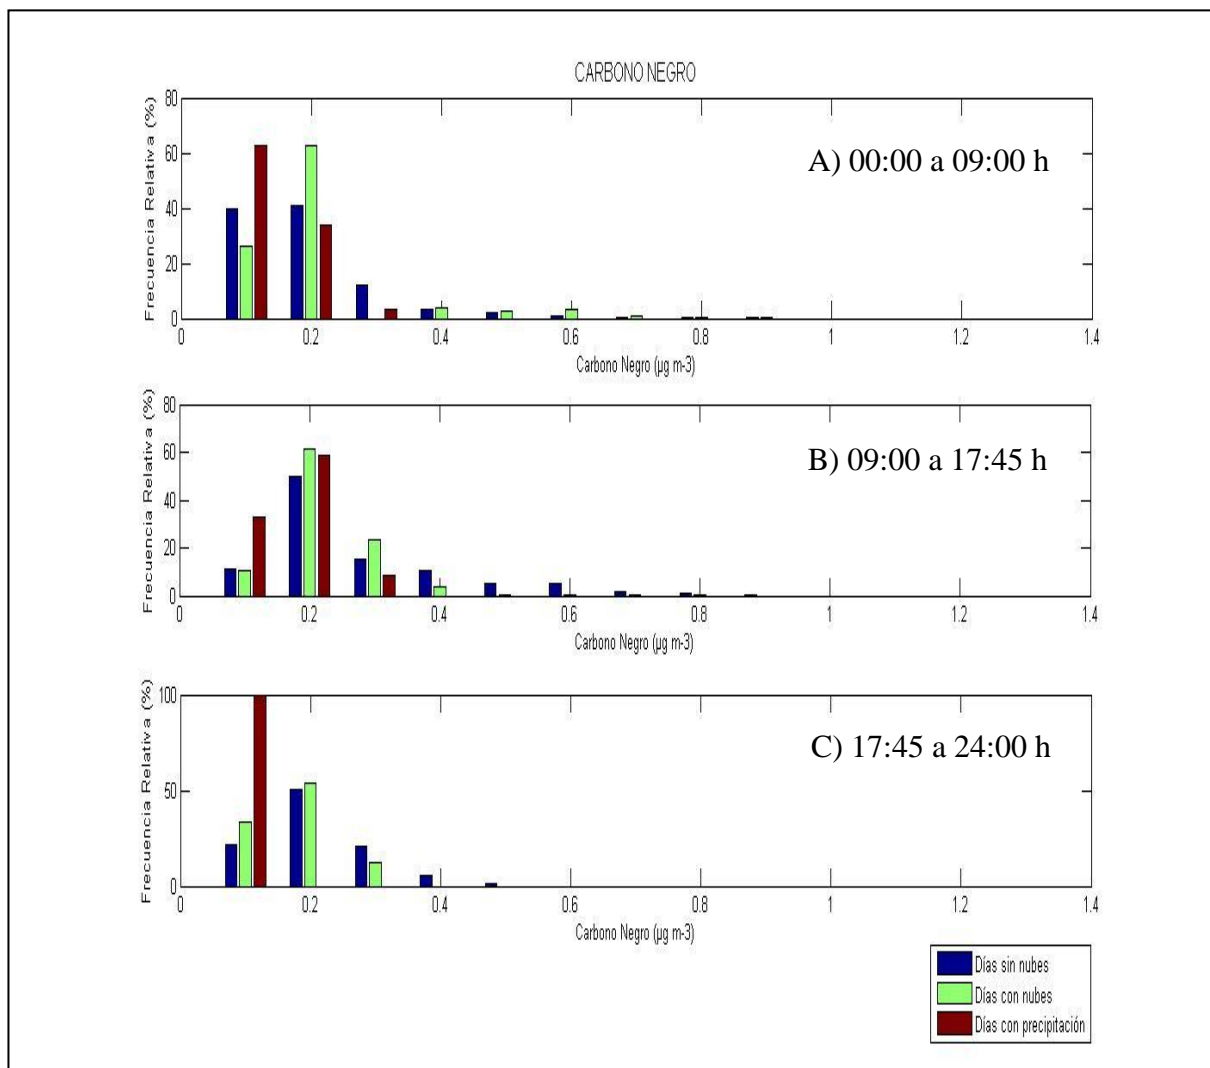 CARBONO NEGRO
Frecuencia Relativa (%)
80
60
40
20
0
A) 00:00 a 09:00 h
0 0.2 0.4 0.6 0.8 1 1.2 1.4
Carbono Negro (µg m-3)
Frecuencia Relativa (%)
80
60
40
20
0
B) 09:00 a 17:45 h
0 0.2 0.4 0.6 0.8 1 1.2 1.4
Carbono Negro (µg m-3)
Frecuencia Relativa (%)
100
50
0
C) 17:45 a 24:00 h
0 0.2 0.4 0.6 0.8 1 1.2 1.4
Carbono Negro (µg m-3)
Días sin nubes
Días con nubes
Días con precipitación